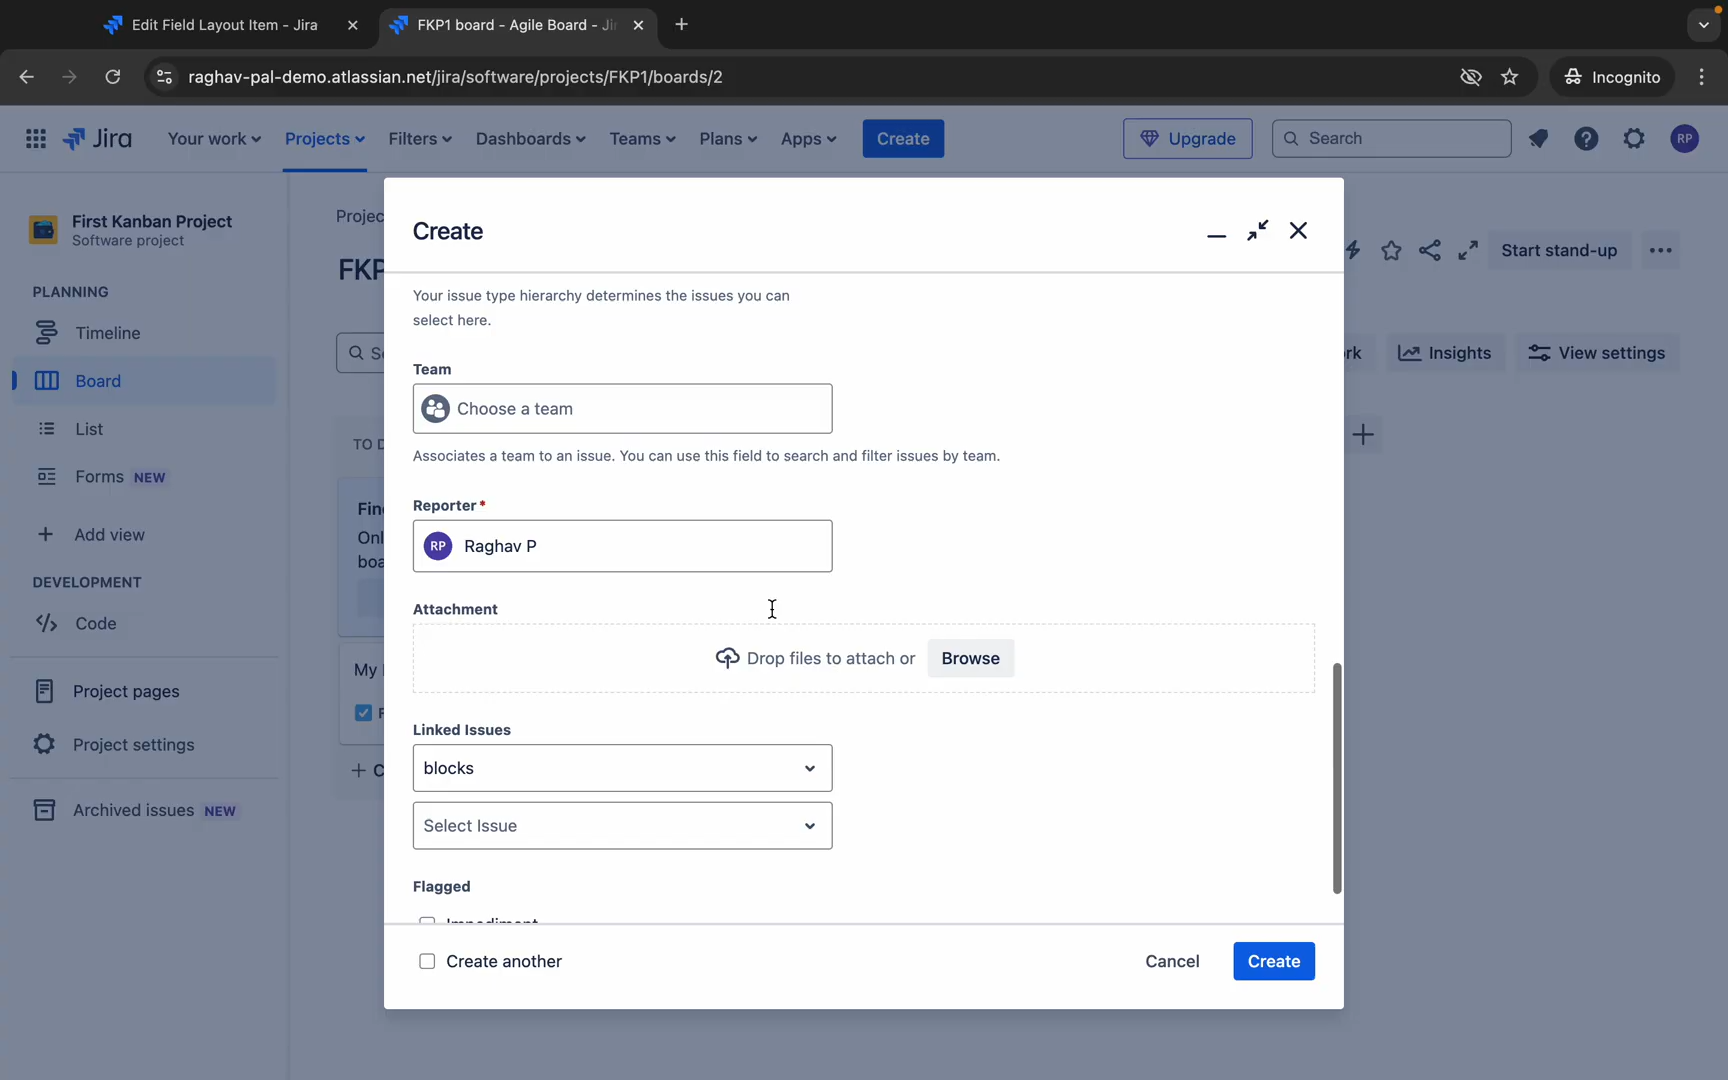 Edit Field Layout Item - Jira
FKP1 board - Agile Board - Ji
raghav-pal-demo.atlassian.net/jira/software/projects/FKP1/boards/2
Incognito
Jira
Your work
Projects
Filters
Dashboards
Teams
Plans
Apps
Create
Upgrade
Search
RP
First Kanban Project
Software project
PLANNING
Timeline
Board
List
Forms NEW
Add view
DEVELOPMENT
Code
Project pages
Project settings
Archived issues NEW
Projec
FKP
Start stand-up
Insights
View settings
TO D
My
Create
Your issue type hierarchy determines the issues you can
select here.
Team
Choose a team
Associates a team to an issue. You can use this field to search and filter issues by team.
Reporter*
RP Raghav P
Attachment
Drop files to attach or Browse
Linked Issues
blocks
Select Issue
Flagged
Create another
Cancel
Create